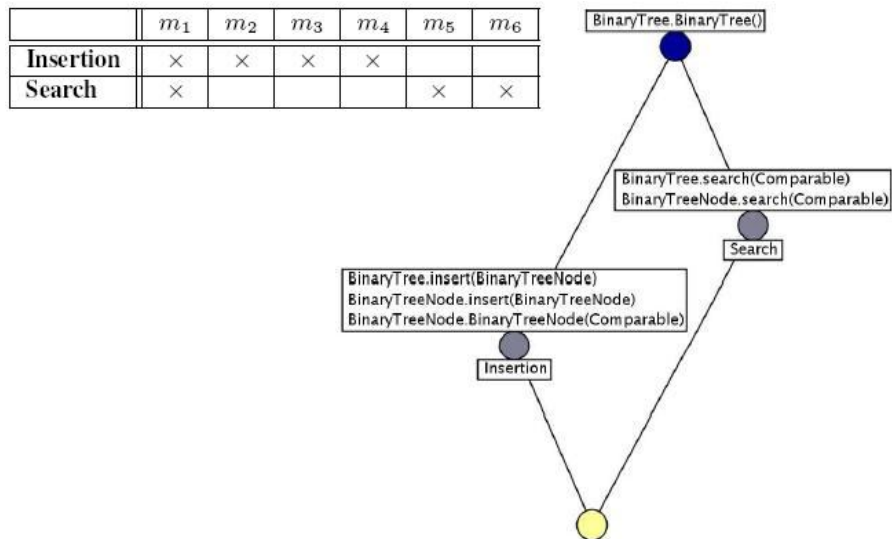 m1 m2 m3 m4 m5 m6
Insertion × × × ×
Search × × ×
BinaryTree.BinaryTree()
BinaryTree.search(Comparable)
BinaryTreeNode.search(Comparable)
Search
BinaryTree.insert(BinaryTreeNode)
BinaryTreeNode.insert(BinaryTreeNode)
BinaryTreeNode.BinaryTreeNode(Comparable)
Insertion